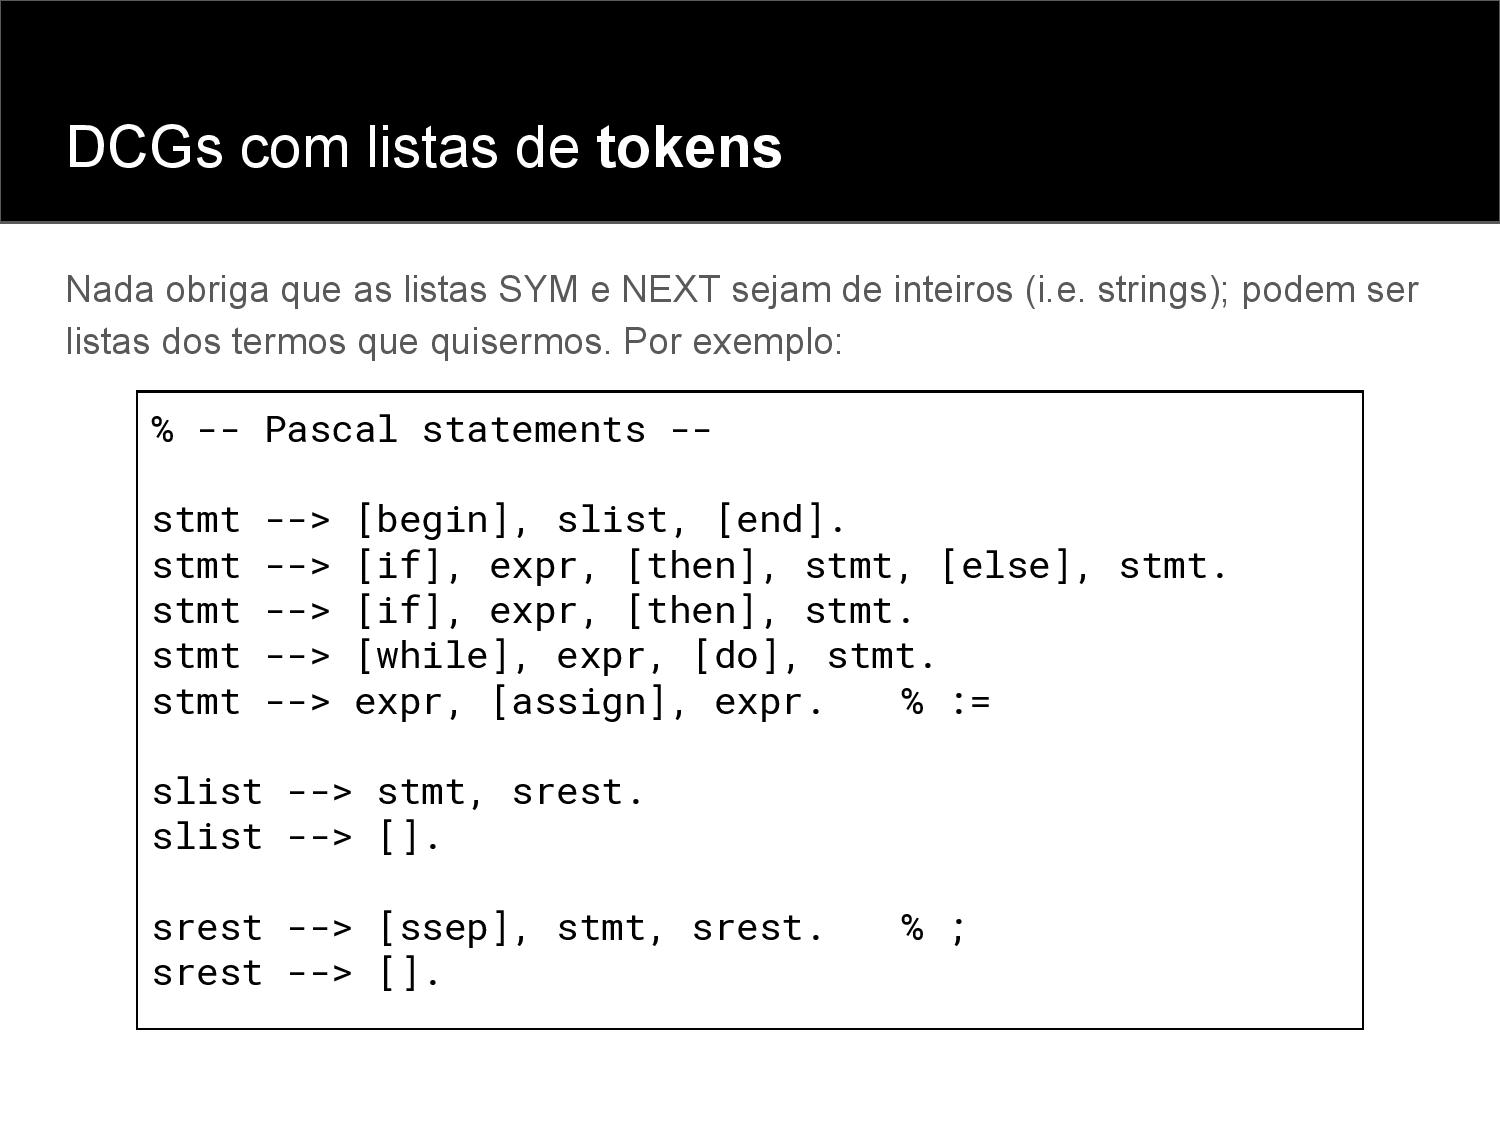 DCGs com listas de tokens
Nada obriga que as listas SYM e NEXT sejam de inteiros (i.e. strings); podem ser
listas dos termos que quisermos. Por exemplo:
% -- Pascal statements --
stmt --> [begin], slist, [end].
stmt --> [if], expr, [then], stmt, [else], stmt.
stmt --> [if], expr, [then], stmt.
stmt --> [while], expr, [do], stmt.
stmt --> expr, [assign], expr.   % :=
slist --> stmt, srest.
slist --> [].
srest --> [ssep], stmt, srest.   % ;
srest --> [].